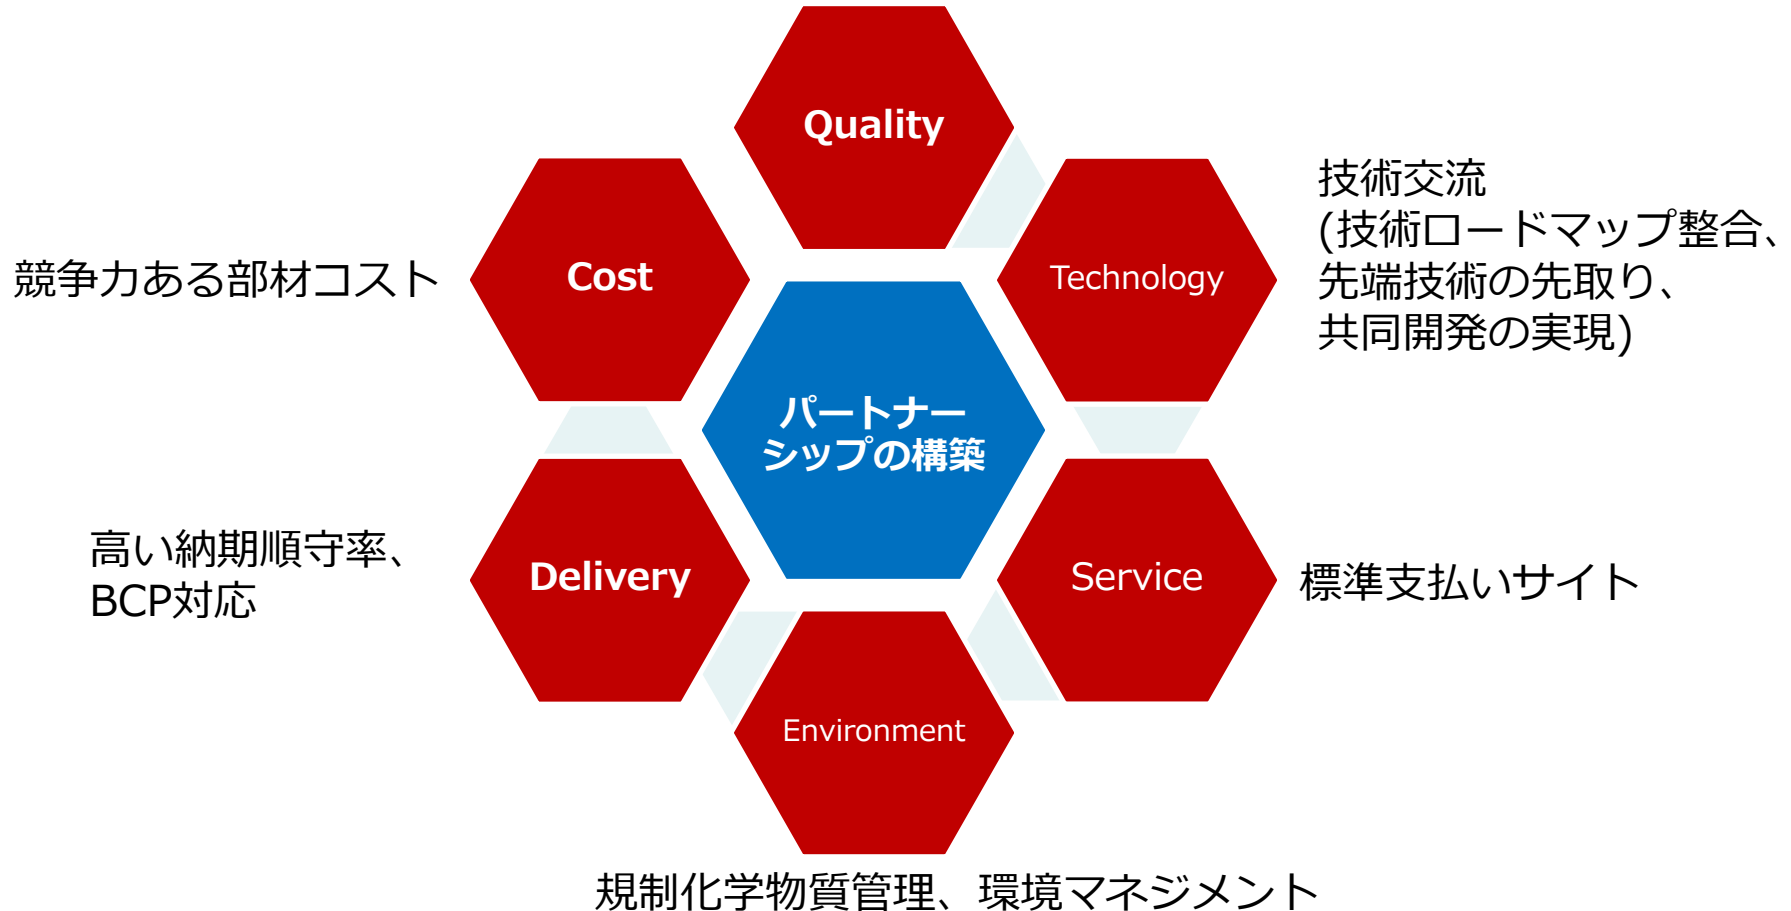 Quality
Cost
競争力ある部材コスト
Technology
技術交流
(技術ロードマップ整合、
先端技術の先取り、
共同開発の実現)
パートナー
シップの構築
高い納期順守率、
BCP対応
Delivery
Service
標準支払いサイト
Environment
規制化学物質管理、環境マネジメント